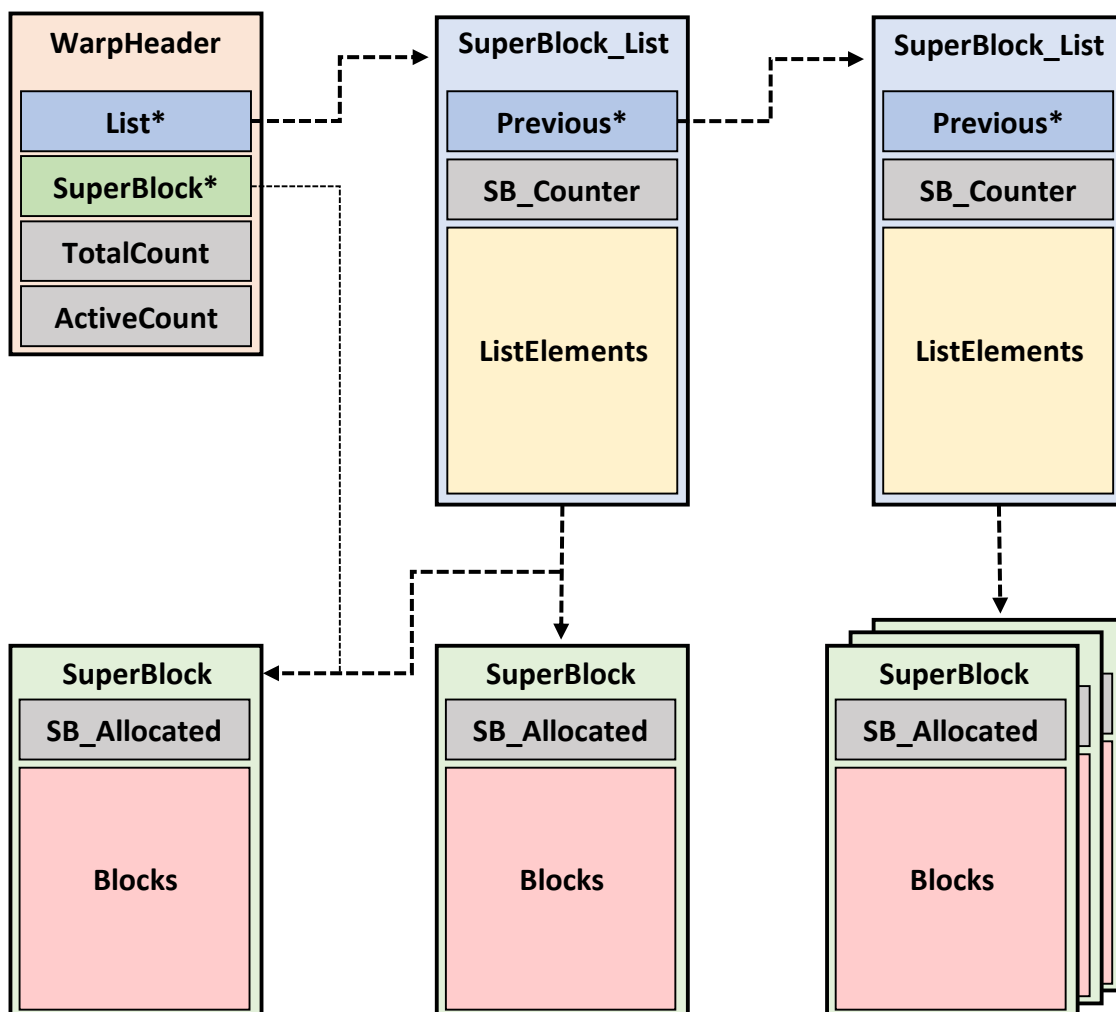 WarpHeader
List*
SuperBlock*
TotalCount
ActiveCount
SuperBlock_List
Previous*
SB_Counter
ListElements
SuperBlock_List
Previous*
SB_Counter
ListElements
SuperBlock
SB_Allocated
Blocks
SuperBlock
SB_Allocated
Blocks
SuperBlock
SB_Allocated
Blocks